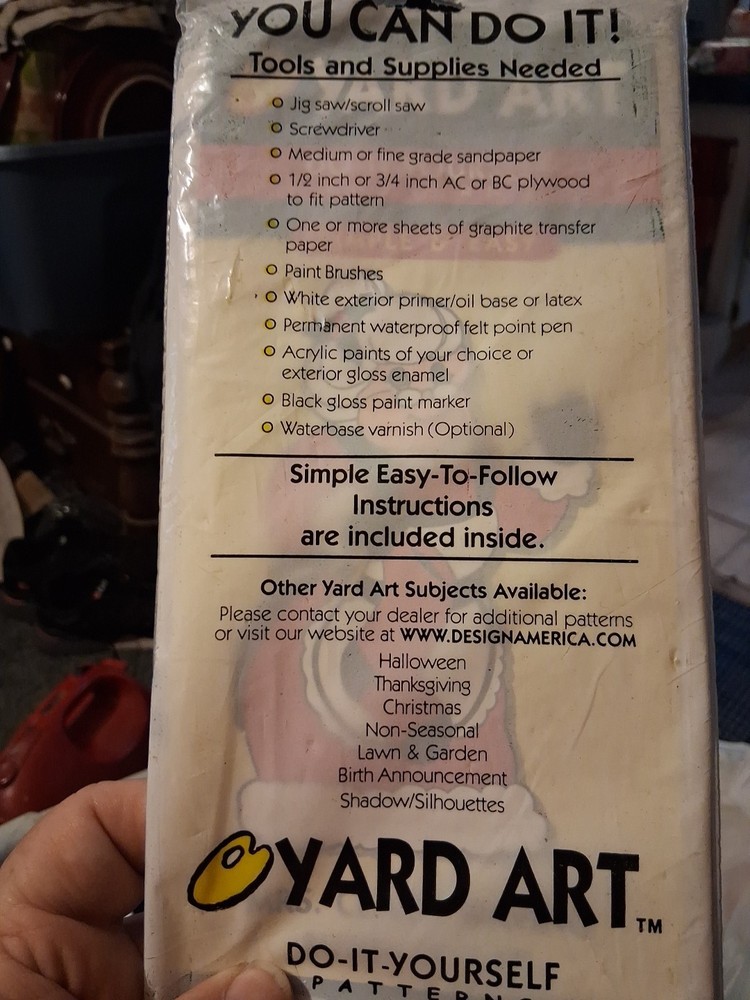 YOU CAN DO IT!
Tools and Supplies Needed
Jig saw/scroll saw
Screwdriver
Medium or fine grade sandpaper
1/2 inch or 3/4 inch AC or BC plywood
to fit pattern
One or more sheets of graphite transfer
paper
Paint Brushes
White exterior primer/oil base or latex
Permanent waterproof felt point pen
Acrylic paints of your choice or
exterior gloss enamel
Black gloss paint marker
Waterbase varnish (Optional)
Simple Easy-To-Follow
Instructions
are included inside.
Other Yard Art Subjects Available:
Please contact your dealer for additional patterns
or visit our website at WWW.DESIGNAMERICA.COM
Halloween
Thanksgiving
Christmas
Non-Seasonal
Lawn & Garden
Birth Announcement
Shadow/Silhouettes
YARD ART™
DO-IT-YOURSELF
PATTERNS